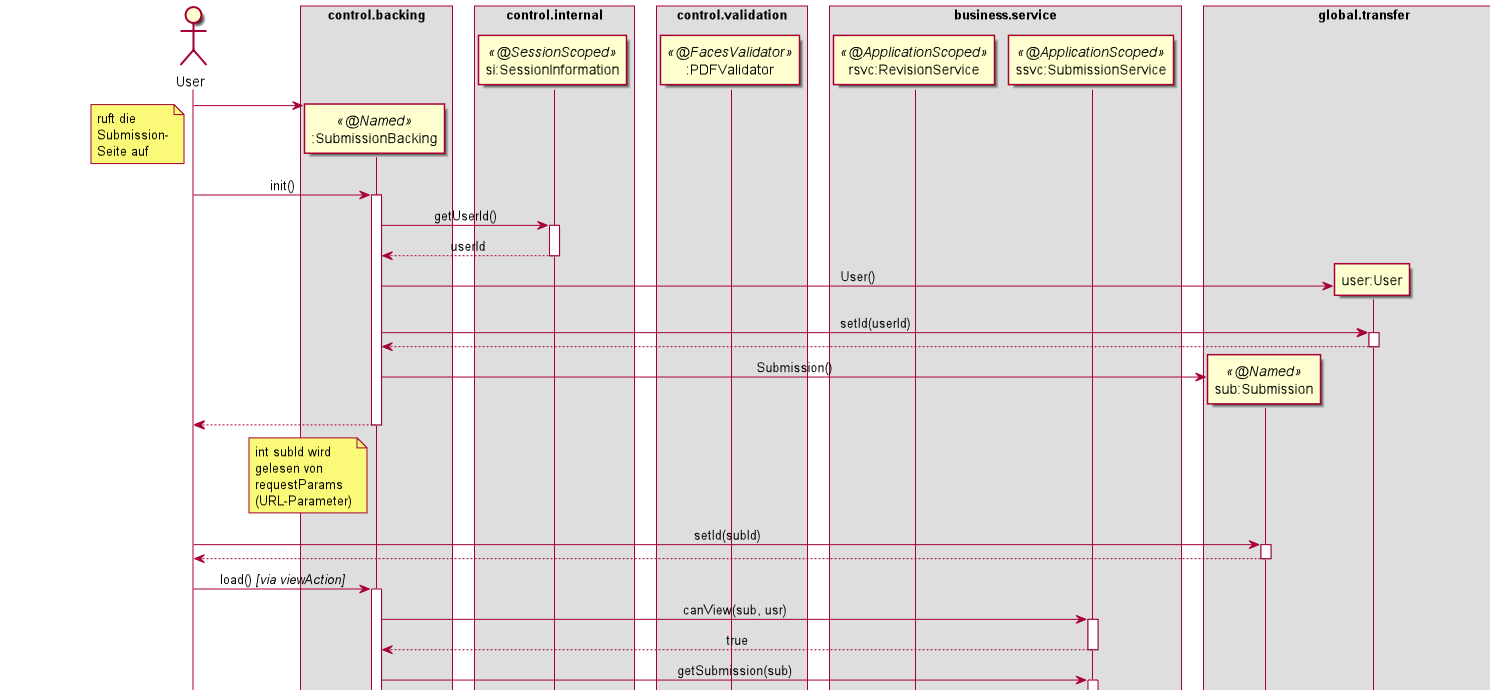 control.backing
control.internal
control.validation
business.service
global.transfer
«@SessionScoped»
si:SessionInformation
«@FacesValidator»
:PDFValidator
«@ApplicationScoped»
rsvc:RevisionService
«@ApplicationScoped»
ssvc:SubmissionService
User
ruft die
Submission-
Seite auf
«@Named»
:SubmissionBacking
init()
getUserId()
userId
User()
user:User
setId(userId)
Submission()
«@Named»
sub:Submission
int subId wird
gelesen von
requestParams
(URL-Parameter)
setId(subId)
load() [via viewAction]
canView(sub, usr)
true
getSubmission(sub)